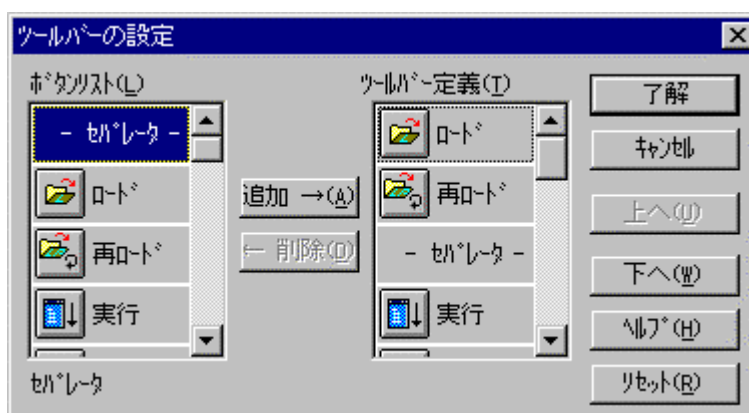 ツールバーの設定
ボタンリスト(L)
- セパレータ -
ロード
再ロード
実行
セパレータ
追加 →(A)
← 削除(D)
ツールバー定義(T)
ロード
再ロード
- セパレータ -
実行
了解
キャンセル
上へ(U)
下へ(W)
ヘルプ(H)
リセット(R)